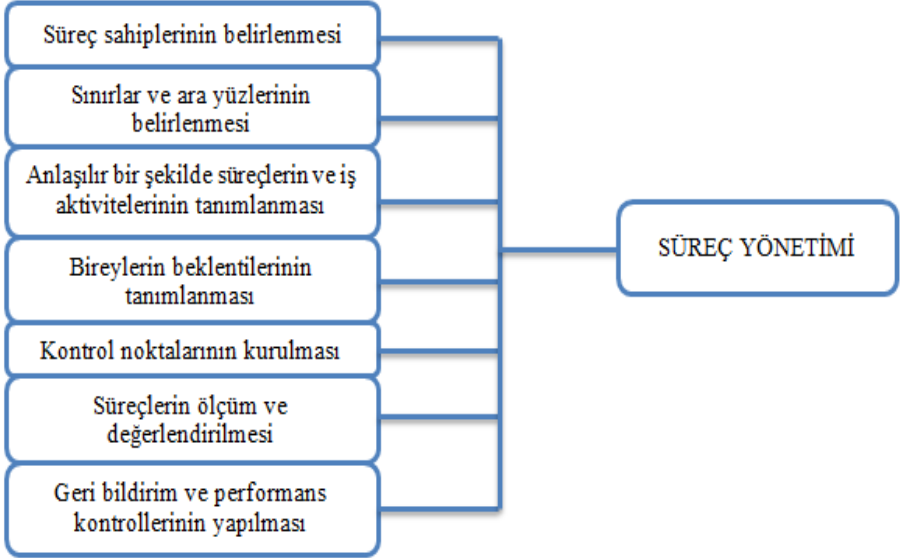 Süreç sahiplerinin belirlenmesi
Sınırlar ve ara yüzlerinin
belirlenmesi
Anlaşılır bir şekilde süreçlerin ve iş
aktivitelerinin tanımlanması
Bireylerin beklentilerinin
tanımlanması
Kontrol noktalarının kurulması
Süreçlerin ölçüm ve
değerlendirilmesi
Geri bildirim ve performans
kontrollerinin yapılması
SÜREÇ YÖNETİMİ